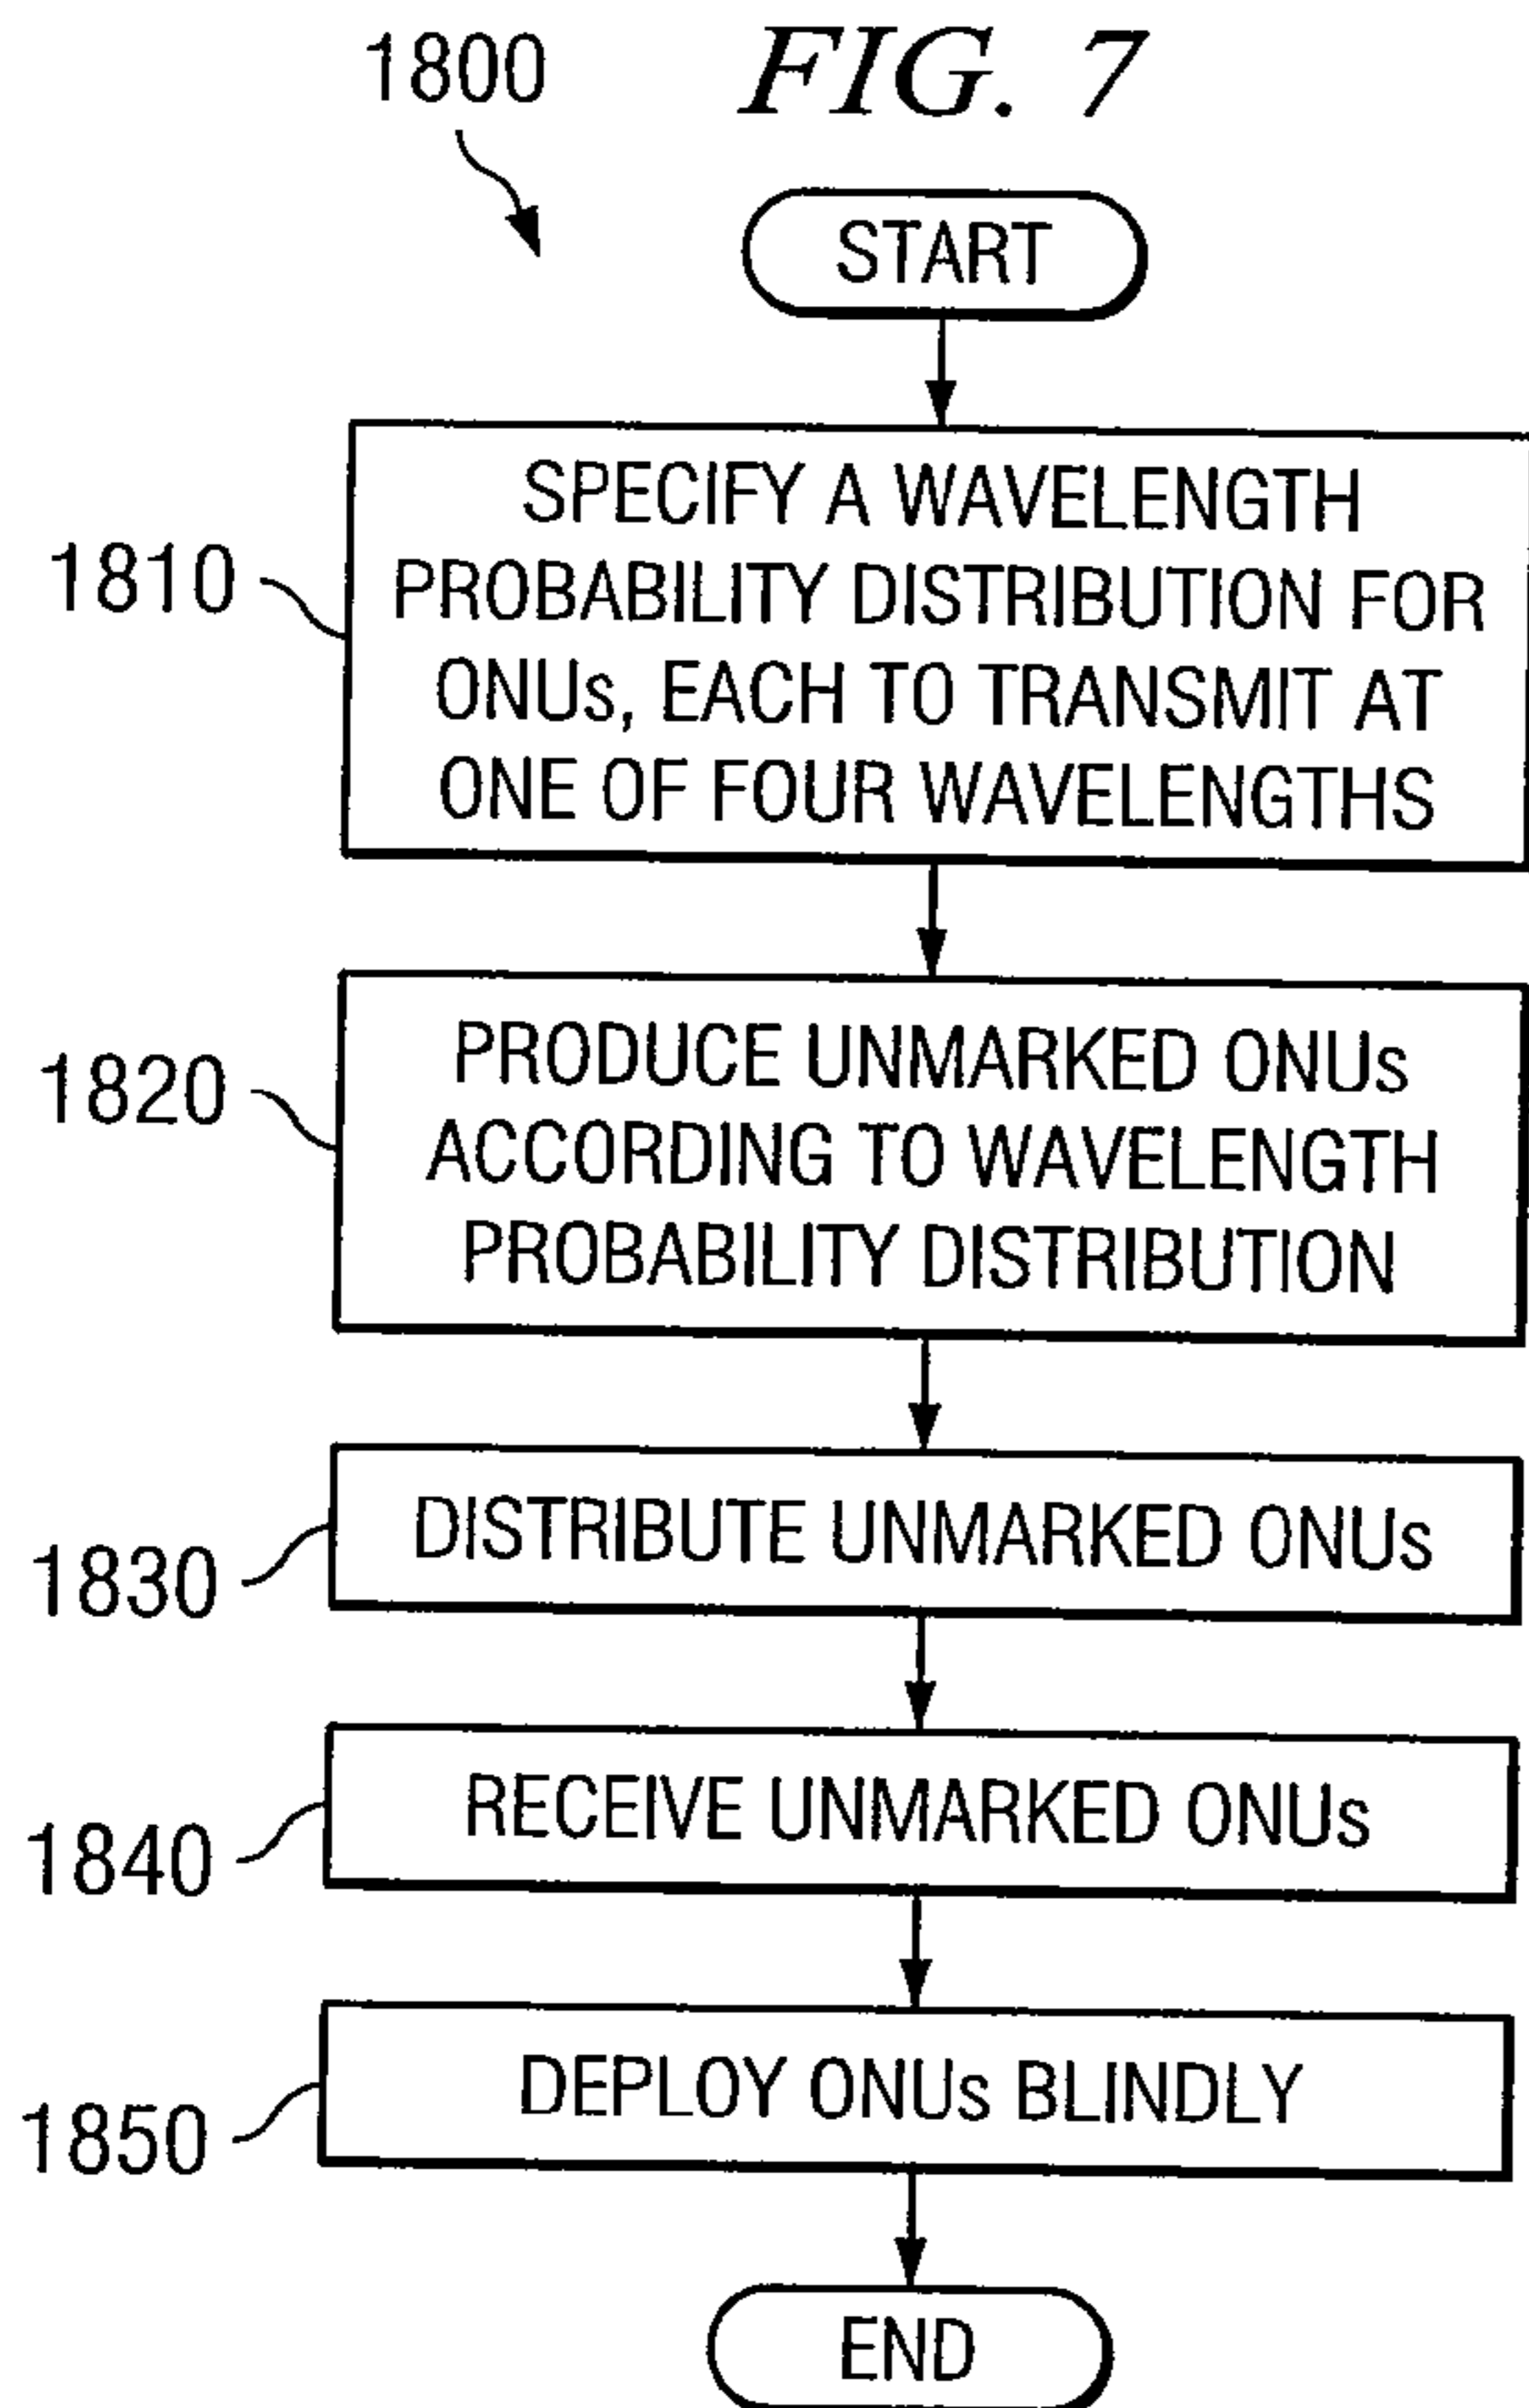 1800
FIG. 7
START
1810
SPECIFY A WAVELENGTH
PROBABILITY DISTRIBUTION FOR
ONUs, EACH TO TRANSMIT AT
ONE OF FOUR WAVELENGTHS
1820
PRODUCE UNMARKED ONUs
ACCORDING TO WAVELENGTH
PROBABILITY DISTRIBUTION
1830
DISTRIBUTE UNMARKED ONUs
1840
RECEIVE UNMARKED ONUs
1850
DEPLOY ONUs BLINDLY
END